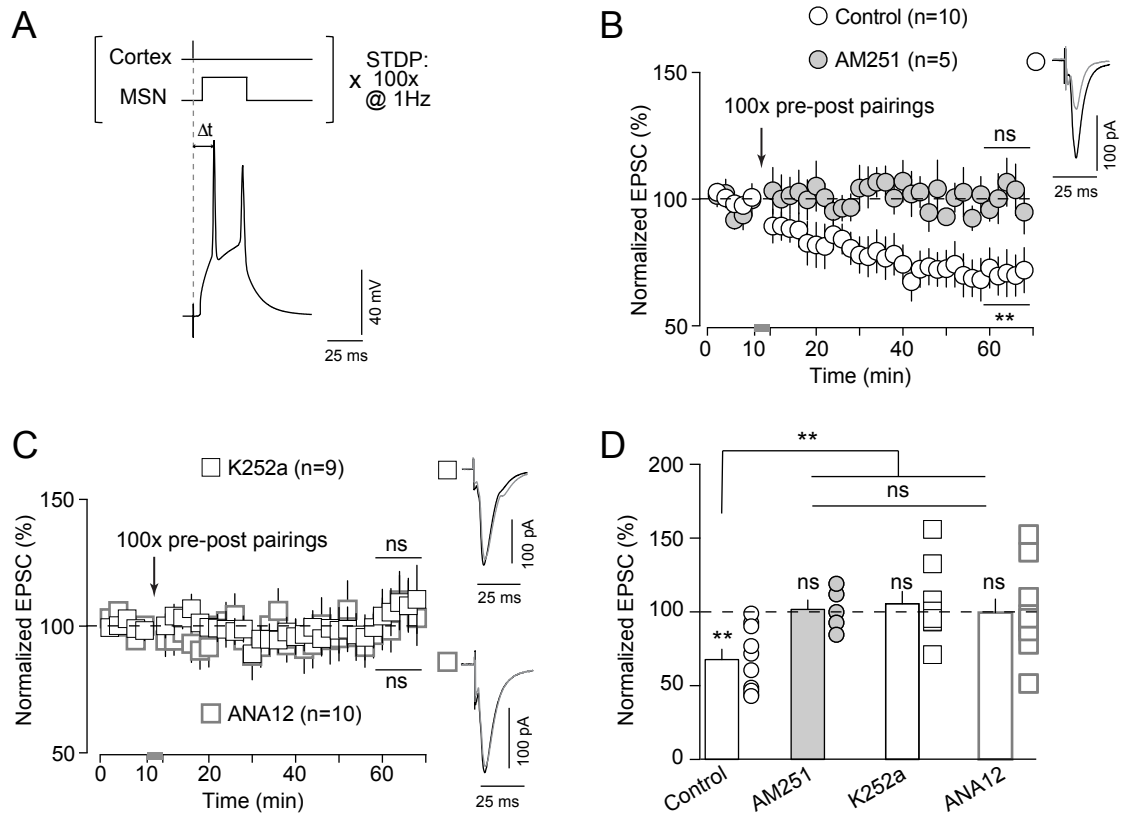 A
Cortex
MSN
STDP:
x 100x
@ 1Hz
Δt
40 mV
25 ms
B
Control (n=10)
AM251 (n=5)
100x pre-post pairings
ns
**
Normalized EPSC (%)
150
100
50
0 10 20 40 60
Time (min)
100 pA
25 ms
C
K252a (n=9)
100x pre-post pairings
ns
ns
ANA12 (n=10)
Normalized EPSC (%)
150
100
50
0 10 20 40 60
Time (min)
100 pA
25 ms
100 pA
25 ms
D
**
ns
Normalized EPSC (%)
200
150
100
50
0
** ns ns ns
Control AM251 K252a ANA12